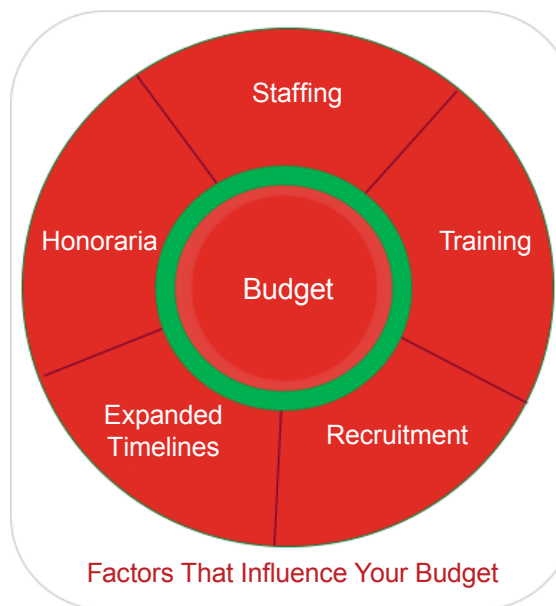 Staffing
Honoraria
Training
Budget
Expanded
Timelines
Recruitment
Factors That Influence Your Budget